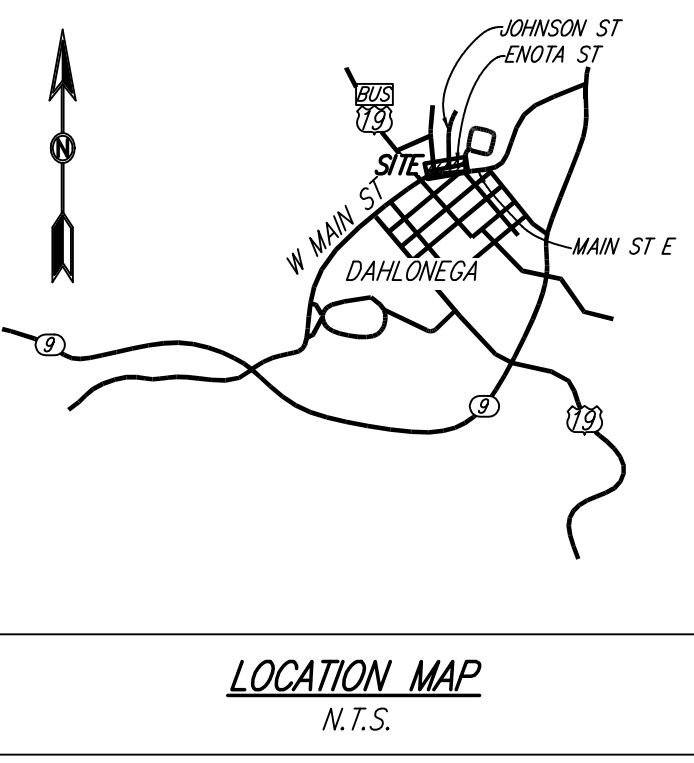 JOHNSON ST
ENOTA ST
BUS
19
N
SITE
W MAIN ST
MAIN ST E
DAHLONEGA
9
9
19
LOCATION MAP
N.T.S.